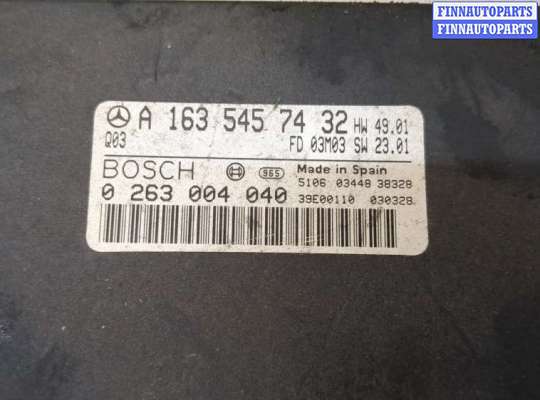 FINNAUTOPARTS
FINNAUTOPARTS
A 163 545 74 32 HW 49.01
Q03 FD 03M03 SW 23.01
BOSCH 965 Made in Spain
5106 03448 38328
0 263 004 040 39E00110 030328